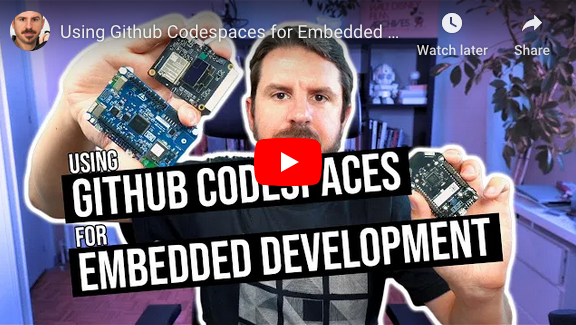 Using Github Codespaces for Embedded ...
Watch later
Share
USING
GITHUB CODESPACES
FOR
EMBEDDED DEVELOPMENT